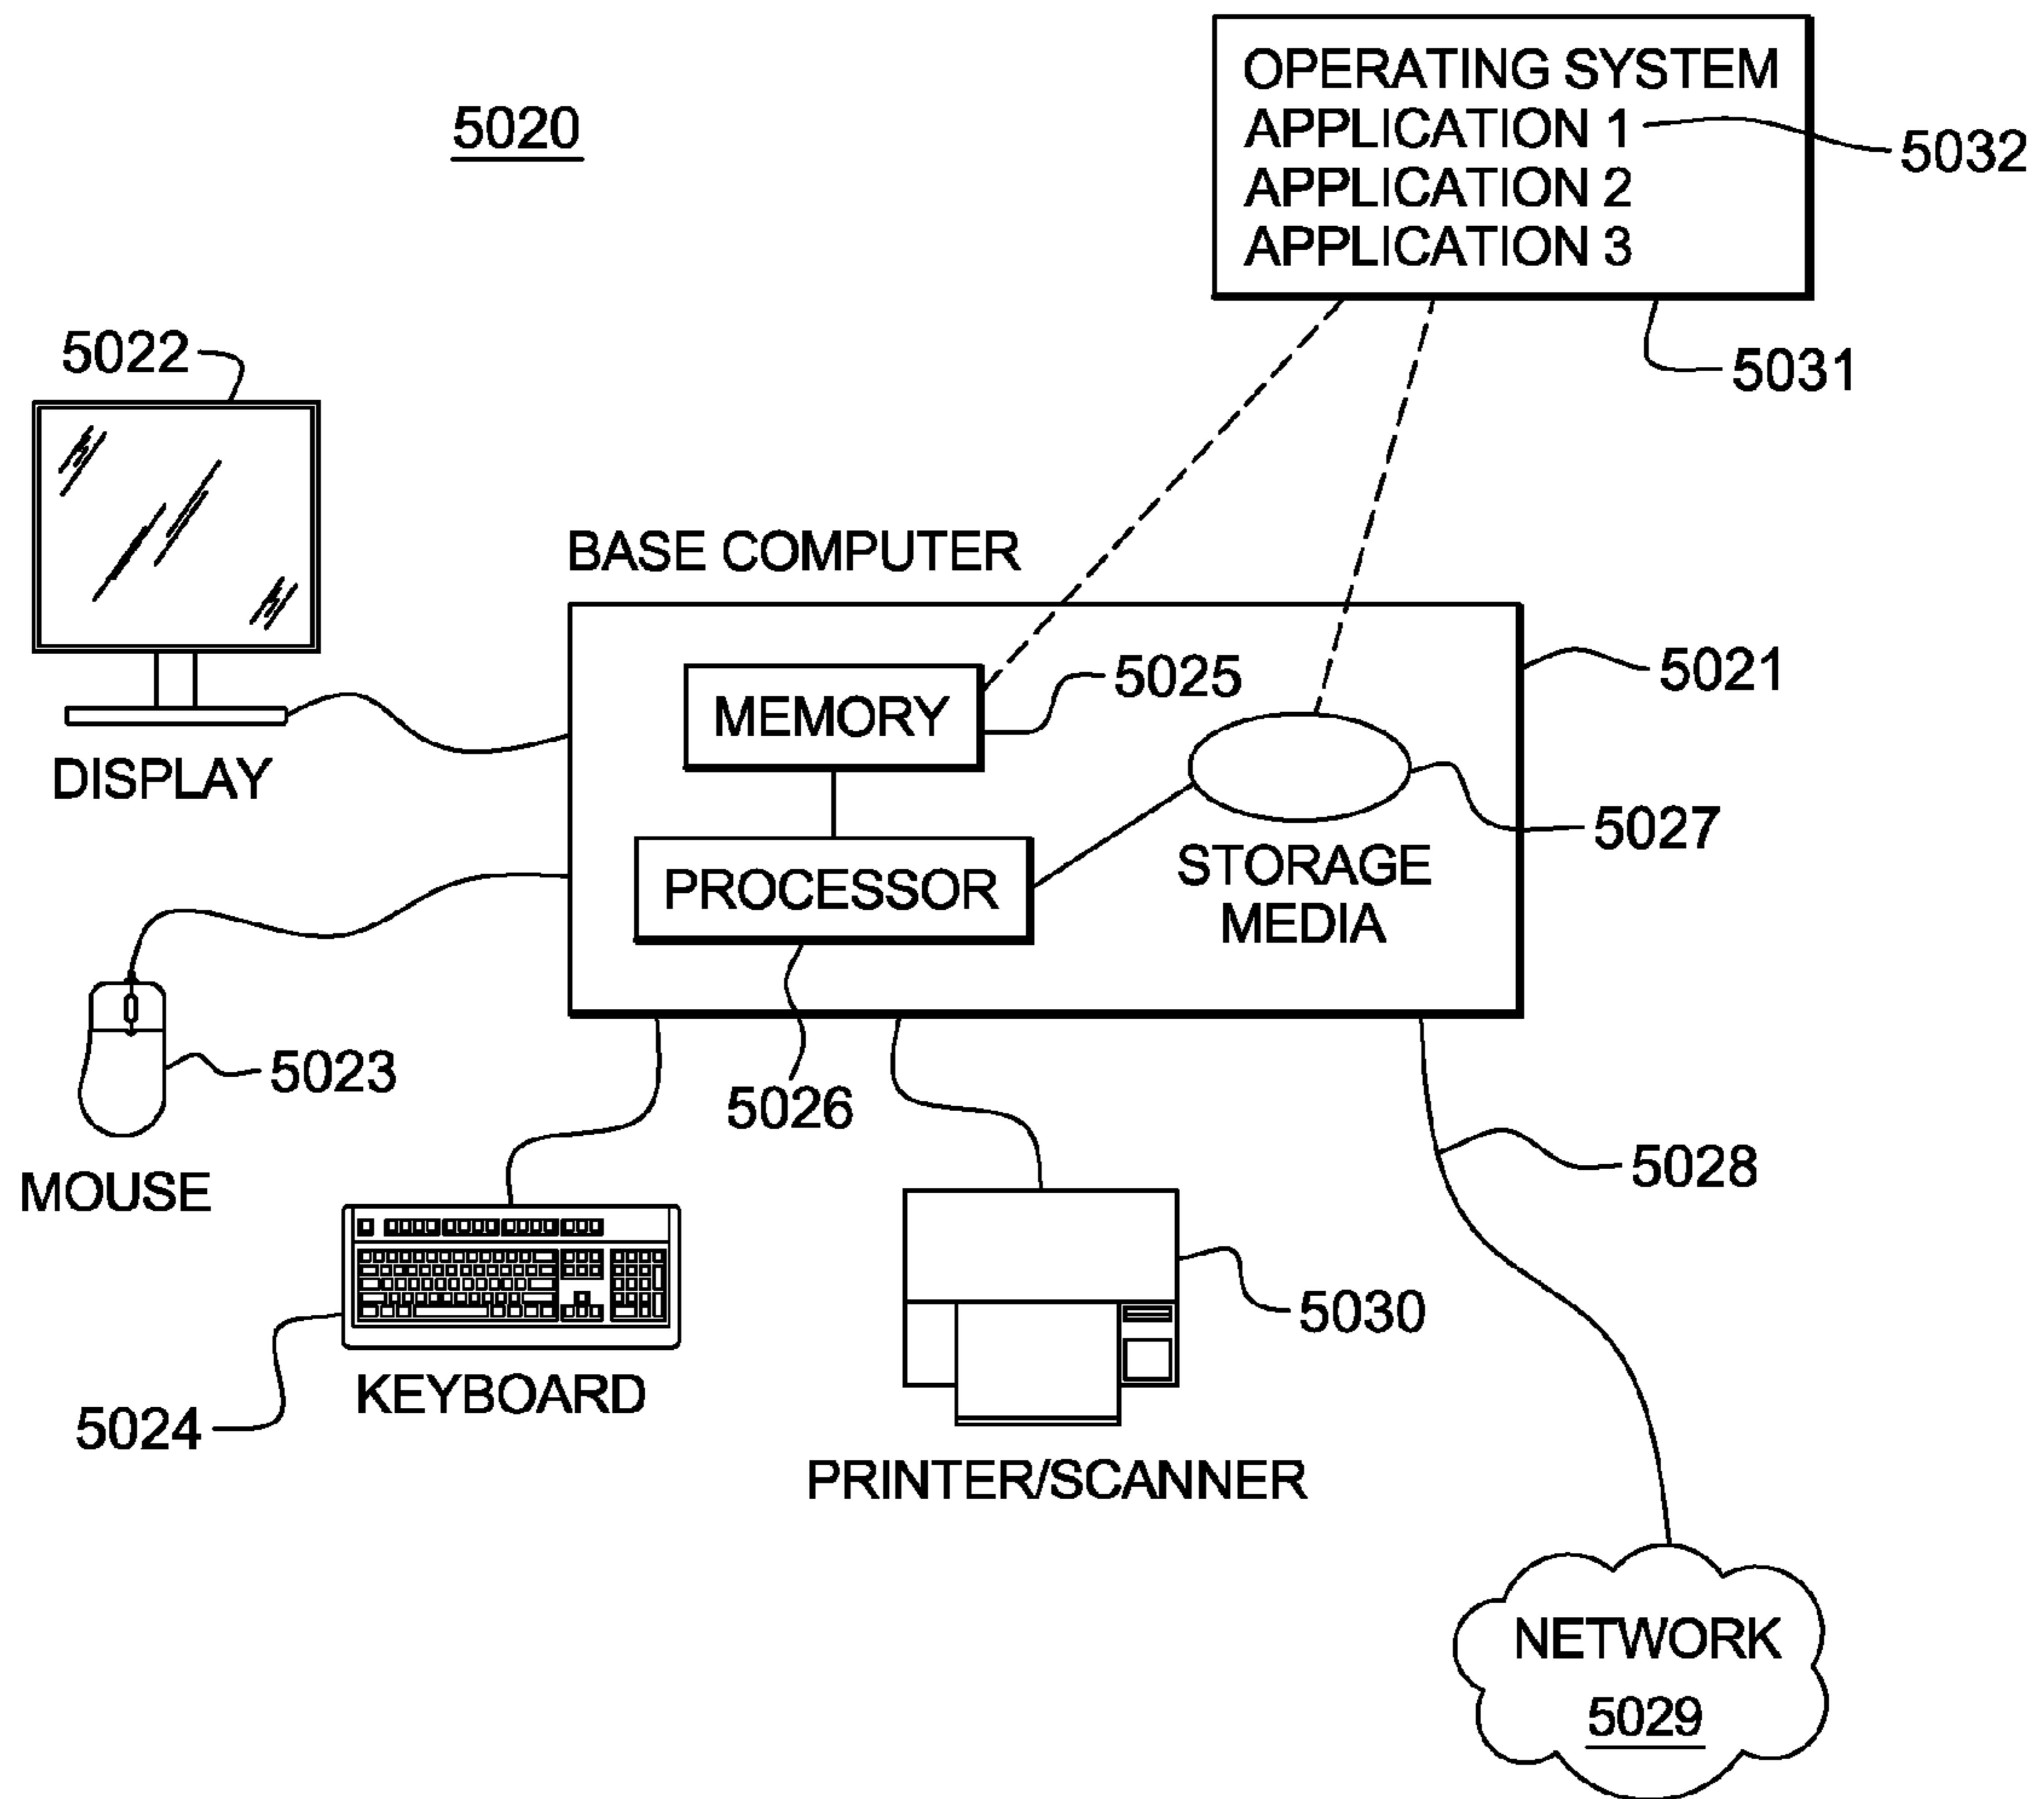 5020
OPERATING SYSTEM
APPLICATION 1
APPLICATION 2
APPLICATION 3
5032
5031
5022
DISPLAY
BASE COMPUTER
MEMORY
5025
5021
PROCESSOR
5027
STORAGE
MEDIA
5026
5023
MOUSE
5028
5024
KEYBOARD
5030
PRINTER/SCANNER
NETWORK
5029